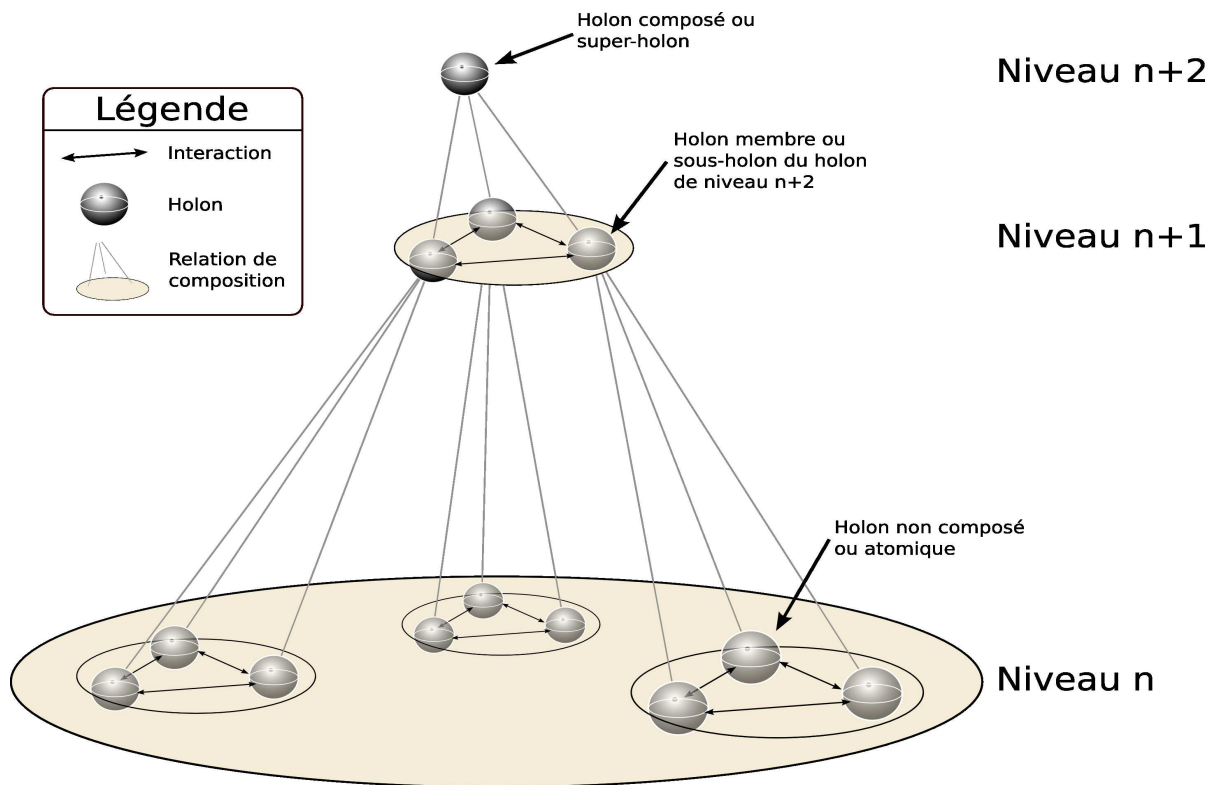 Holon composé ou
super-holon
Niveau n+2
Légende
Interaction
Holon
Relation de
composition
Holon membre ou
sous-holon du holon
de niveau n+2
Niveau n+1
Holon non composé
ou atomique
Niveau n